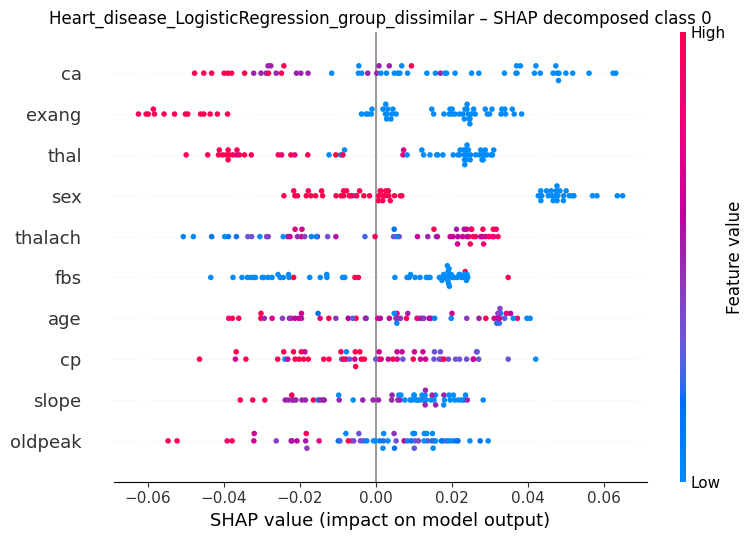 Heart_disease_LogisticRegression_group_dissimilar – SHAP decomposed class 0
High
ca
exang
thal
sex
thalach
fbs
age
cp
slope
oldpeak
Feature value
Low
−0.06 −0.04 −0.02 0.00 0.02 0.04 0.06
SHAP value (impact on model output)